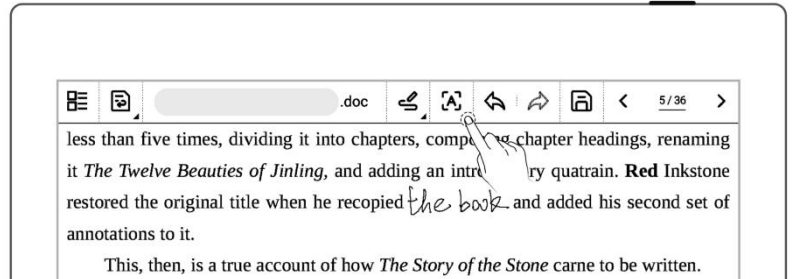 .doc
5/36
less than five times, dividing it into chapters, chapter headings, renaming
it The Twelve Beauties of Jinling, and adding an quatrain. Red Inkstone
restored the original title when he recopied the book and added his second set of
annotations to it.
This, then, is a true account of how The Story of the Stone carne to be written.